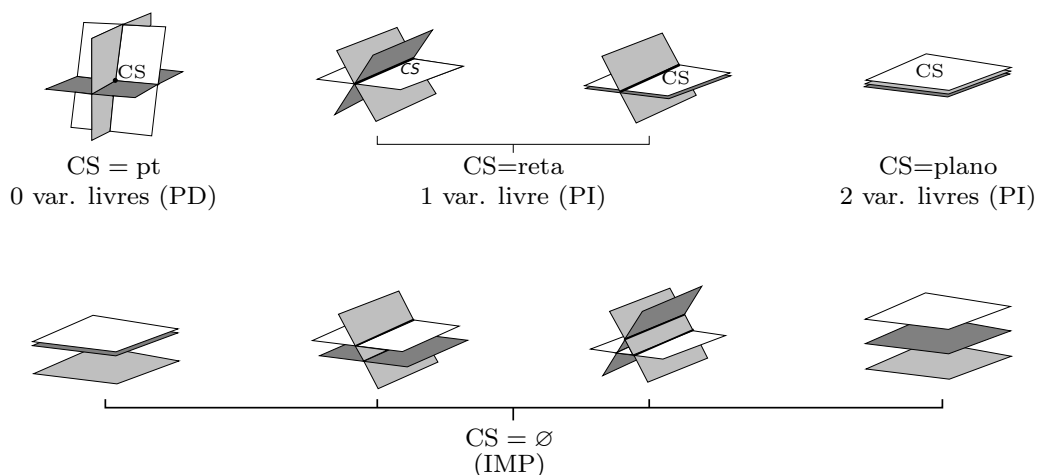 CS
CS
CS
CS
CS = pt
0 var. livres (PD)
CS=reta
1 var. livre (PI)
CS=plano
2 var. livres (PI)
CS = ∅
(IMP)